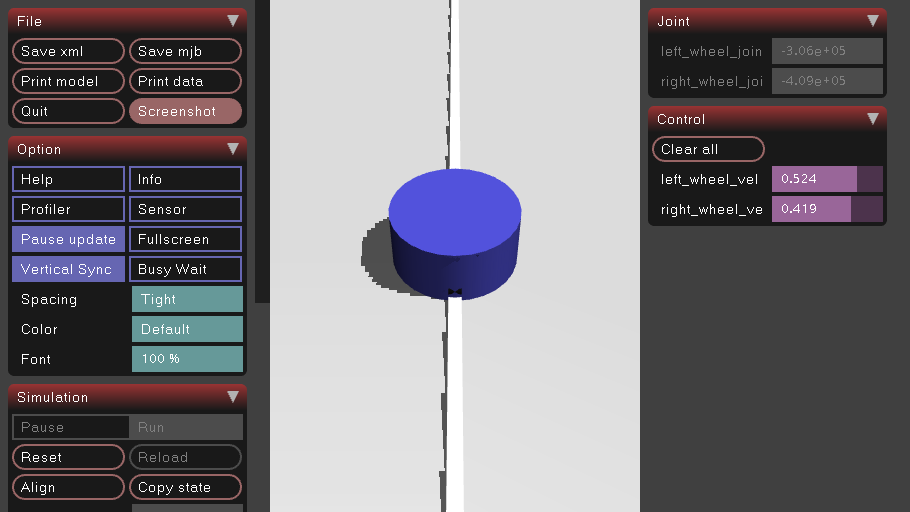 File
Save xml
Save mjb
Print model
Print data
Quit
Screenshot
Option
Help
Info
Profiler
Sensor
Pause update
Fullscreen
Vertical Sync
Busy Wait
Spacing
Tight
Color
Default
Font
100 %
Simulation
Pause
Run
Reset
Reload
Align
Copy state
Joint
left_wheel_join
-3.06e+05
right_wheel_joi
-4.09e+05
Control
Clear all
left_wheel_vel
0.524
right_wheel_ve
0.419